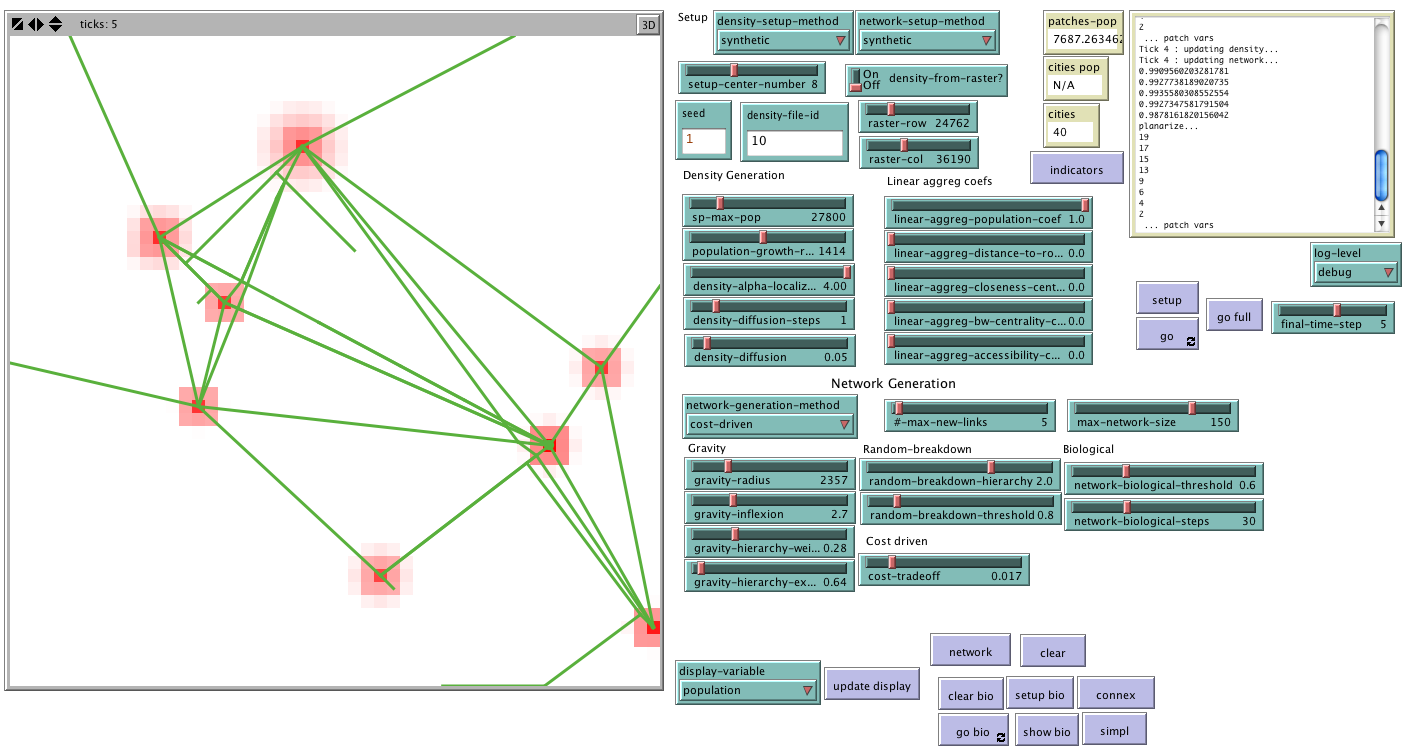 ticks: 5
3D
Setup
density-setup-method
synthetic
network-setup-method
synthetic
setup-center-number 8
On
Off
density-from-raster?
seed
1
density-file-id
10
raster-row 24762
raster-col 36190
patches-pop
cities pop
N/A
cities
40
indicators
2
... patch vars
Tick 4 : updating density...
Tick 4 : updating network...
0.9909560203281781
0.9927738189020735
0.9935580308552554
0.9927347581791504
0.9878161820156042
planarize...
19
17
15
13
9
6
4
2
... patch vars
log-level
debug
setup
go
go full
final-time-step 5
Density Generation
sp-max-pop 27800
population-growth-r... 1414
density-alpha-localiz... 4.00
density-diffusion-steps 1
density-diffusion 0.05
Linear aggreg coefs
linear-aggreg-population-coef 1.0
linear-aggreg-distance-to-ro... 0.0
linear-aggreg-closeness-cent... 0.0
linear-aggreg-bw-centrality-c... 0.0
linear-aggreg-accessibility-c... 0.0
Network Generation
network-generation-method
cost-driven
#-max-new-links 5
max-network-size 150
Gravity
gravity-radius 2357
gravity-inflexion 2.7
gravity-hierarchy-wei... 0.28
gravity-hierarchy-ex... 0.64
Random-breakdown
random-breakdown-hierarchy 2.0
random-breakdown-threshold 0.8
Biological
network-biological-threshold 0.6
network-biological-steps 30
Cost driven
cost-tradeoff 0.017
display-variable
population
update display
network
clear
clear bio
setup bio
connex
go bio
show bio
simpl